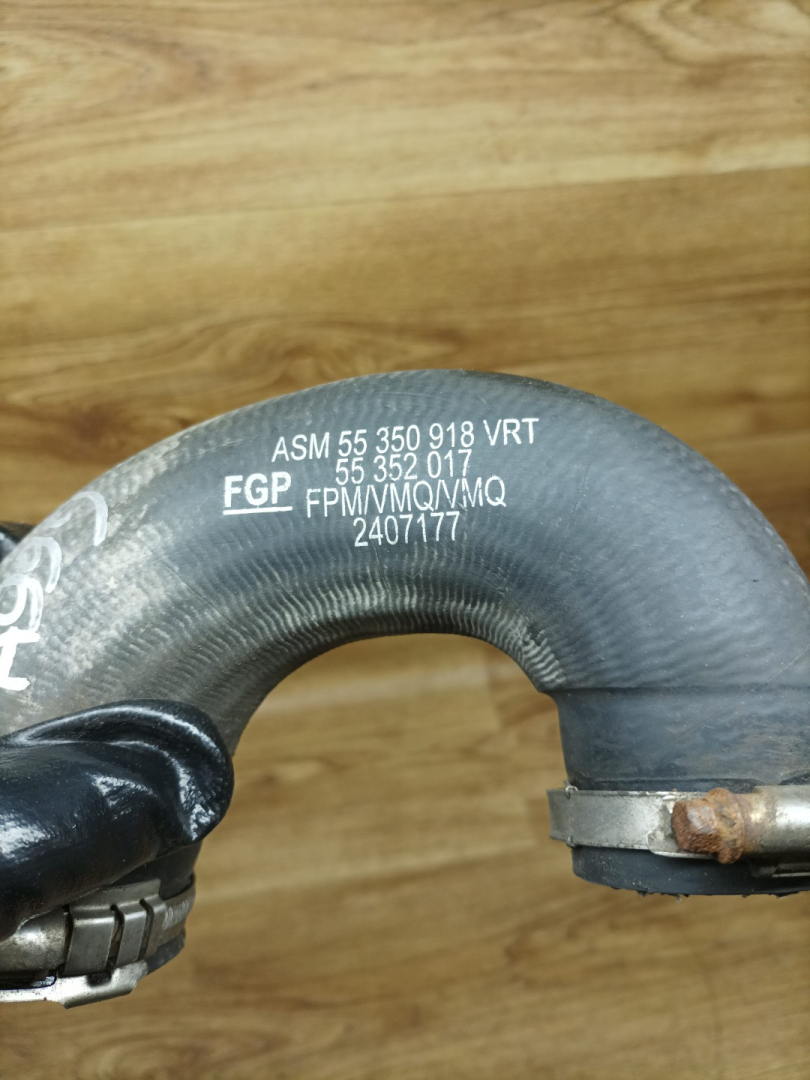 ASM 55 350 918 VRT
55 352 017
FGP FPM/VMQ/VMQ
2407177